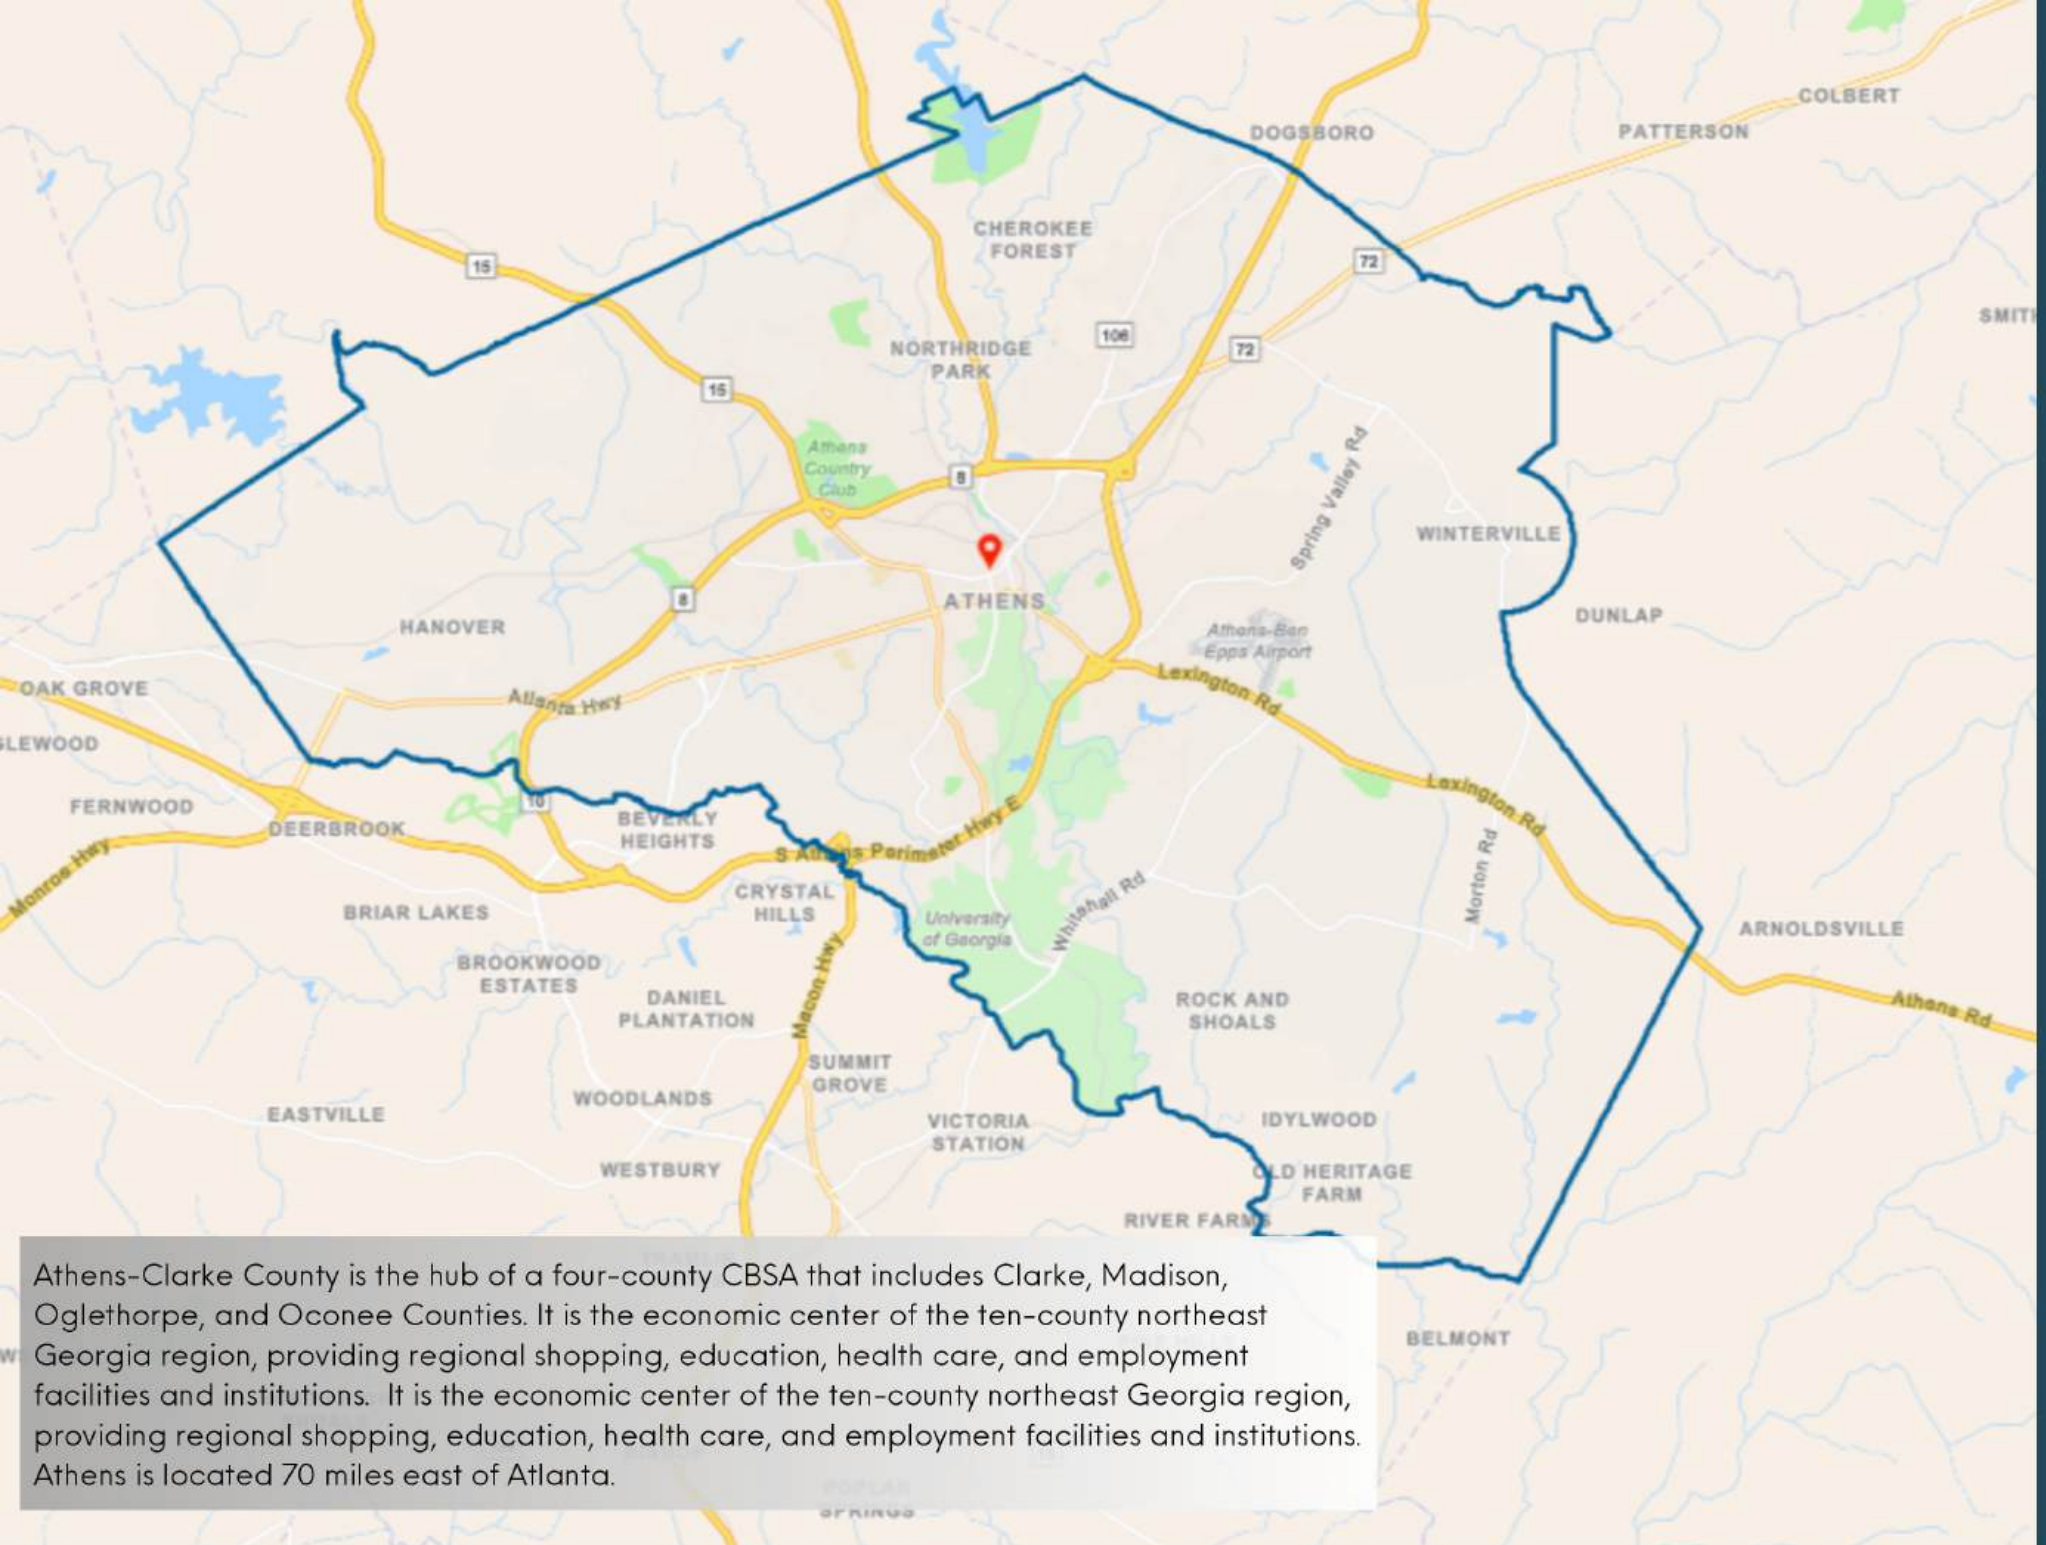 COLBERT
DOGSBORO
PATTERSON
CHEROKEE
FOREST
72
15
SMITH
106
NORTHRIDGE
PARK
72
15
Athens
Country
Club
8
Spring Valley Rd
WINTERVILLE
8
ATHENS
DUNLAP
HANOVER
Athens-Ben
Epps Airport
OAK GROVE
Atlanta Hwy
Lexington Rd
GLEWOOD
Lexington Rd
10
FERNWOOD
DEERBROOK
BEVERLY
HEIGHTS
S Athens Perimeter Hwy E
Monroe Hwy
Morton Rd
CRYSTAL
HILLS
BRIAR LAKES
University
of Georgia
Whitehall Rd
ARNOLDSVILLE
BROOKWOOD
ESTATES
Macon Hwy
DANIEL
PLANTATION
ROCK AND
SHOALS
Athens Rd
SUMMIT
GROVE
WOODLANDS
EASTVILLE
VICTORIA
STATION
IDYLWOOD
WESTBURY
OLD HERITAGE
FARM
RIVER FARMS
Athens-Clarke County is the hub of a four-county CBSA that includes Clarke, Madison,
Oglethorpe, and Oconee Counties. It is the economic center of the ten-county northeast
Georgia region, providing regional shopping, education, health care, and employment
facilities and institutions.  It is the economic center of the ten-county northeast Georgia region,
providing regional shopping, education, health care, and employment facilities and institutions.
Athens is located 70 miles east of Atlanta.
BELMONT
POPLAR
SPRINGS